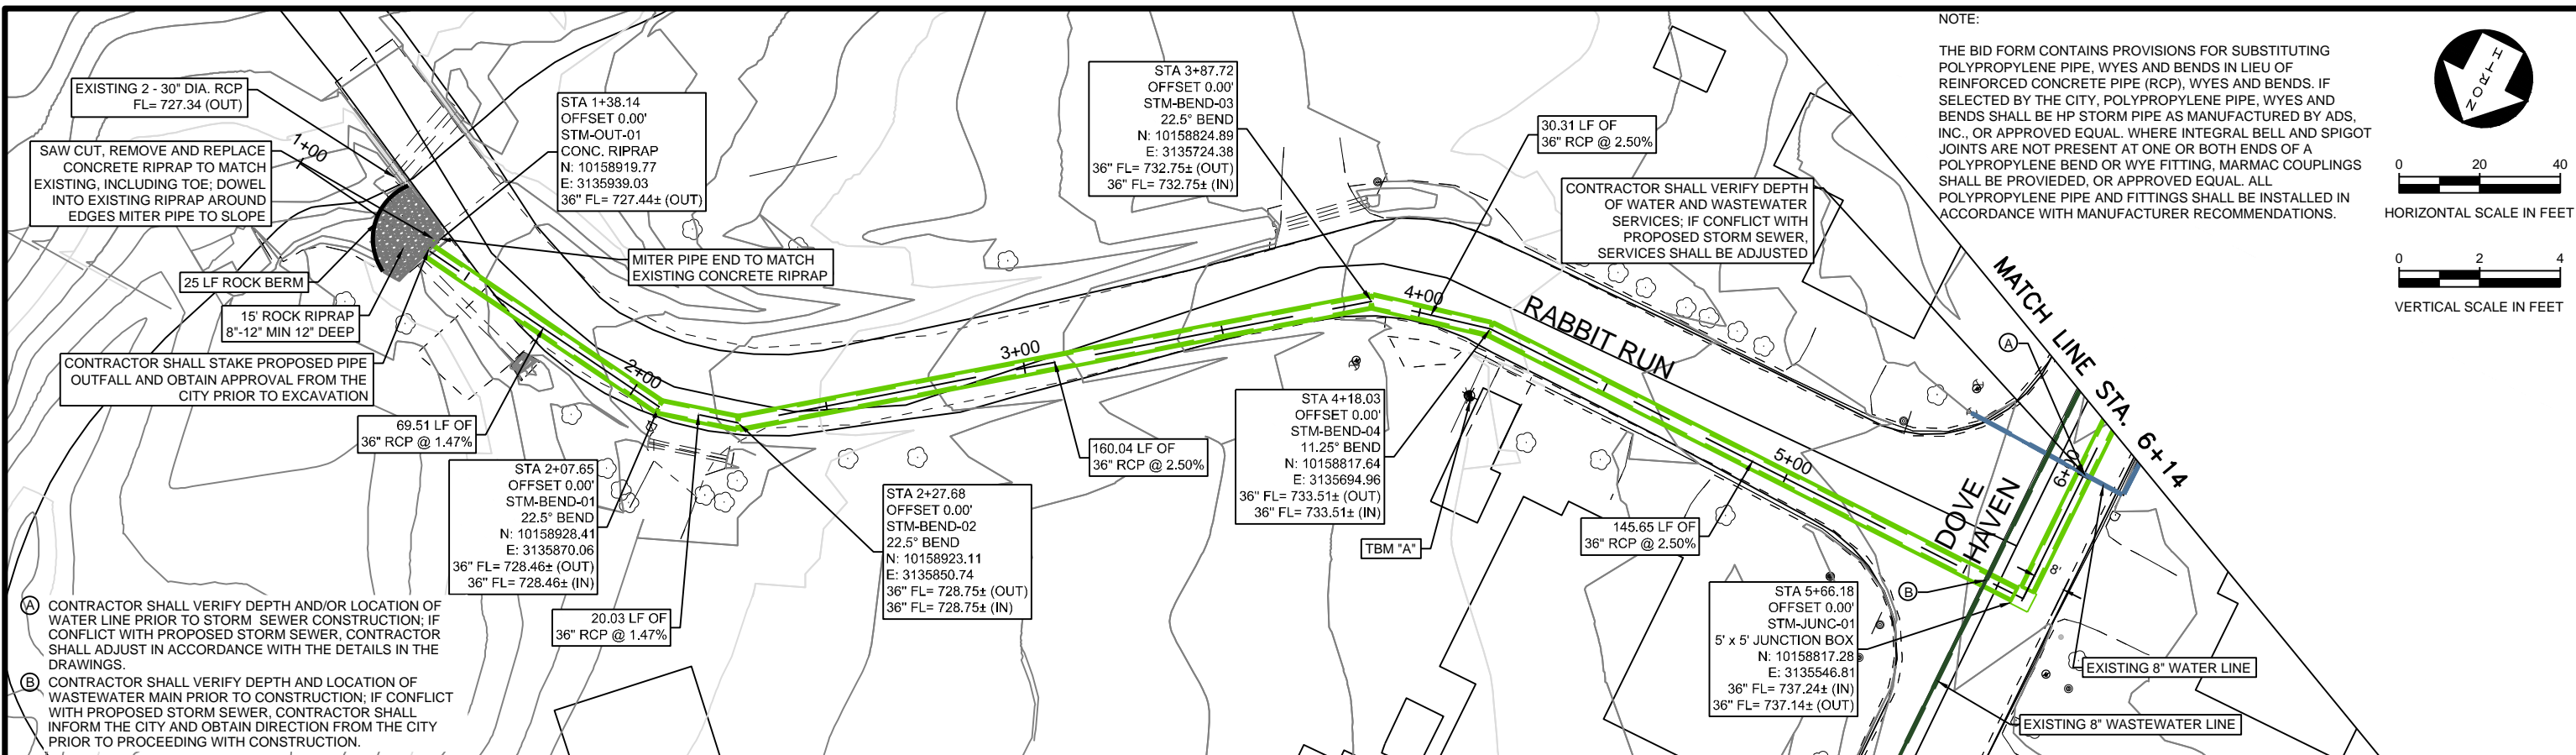 EXISTING 2 - 30" DIA. RCP
FL= 727.34 (OUT)
SAW CUT, REMOVE AND REPLACE
CONCRETE RIPRAP TO MATCH
EXISTING, INCLUDING TOE; DOWEL
INTO EXISTING RIPRAP AROUND
EDGES MITER PIPE TO SLOPE
1+00
25 LF ROCK BERM
15' ROCK RIPRAP
8"-12" MIN 12" DEEP
CONTRACTOR SHALL STAKE PROPOSED PIPE
OUTFALL AND OBTAIN APPROVAL FROM THE
CITY PRIOR TO EXCAVATION
STA 1+38.14
OFFSET 0.00'
STM-OUT-01
CONC. RIPRAP
N: 10158919.77
E: 3135939.03
36" FL= 727.44± (OUT)
MITER PIPE END TO MATCH
EXISTING CONCRETE RIPRAP
69.51 LF OF
36" RCP @ 1.47%
2+00
STA 2+07.65
OFFSET 0.00'
STM-BEND-01
22.5° BEND
N: 10158928.41
E: 3135870.06
36" FL= 728.46± (OUT)
36" FL= 728.46± (IN)
20.03 LF OF
36" RCP @ 1.47%
STA 2+27.68
OFFSET 0.00'
STM-BEND-02
22.5° BEND
N: 10158923.11
E: 3135850.74
36" FL= 728.75± (OUT)
36" FL= 728.75± (IN)
3+00
160.04 LF OF
36" RCP @ 2.50%
STA 3+87.72
OFFSET 0.00'
STM-BEND-03
22.5° BEND
N: 10158824.89
E: 3135724.38
36" FL= 732.75± (OUT)
36" FL= 732.75± (IN)
4+00
30.31 LF OF
36" RCP @ 2.50%
CONTRACTOR SHALL VERIFY DEPTH
OF WATER AND WASTEWATER
SERVICES; IF CONFLICT WITH
PROPOSED STORM SEWER,
SERVICES SHALL BE ADJUSTED
RABBIT RUN
STA 4+18.03
OFFSET 0.00'
STM-BEND-04
11.25° BEND
N: 10158817.64
E: 3135694.96
36" FL= 733.51± (OUT)
36" FL= 733.51± (IN)
TBM "A"
145.65 LF OF
36" RCP @ 2.50%
5+00
STA 5+66.18
OFFSET 0.00'
STM-JUNC-01
5' x 5' JUNCTION BOX
N: 10158817.28
E: 3135546.81
36" FL= 737.24± (IN)
36" FL= 737.14± (OUT)
DOVE
HAVEN
6+00
8'
A
B
MATCH LINE STA. 6+14
EXISTING 8" WATER LINE
EXISTING 8" WASTEWATER LINE
NOTE:
THE BID FORM CONTAINS PROVISIONS FOR SUBSTITUTING
POLYPROPYLENE PIPE, WYES AND BENDS IN LIEU OF
REINFORCED CONCRETE PIPE (RCP), WYES AND BENDS. IF
SELECTED BY THE CITY, POLYPROPYLENE PIPE, WYES AND
BENDS SHALL BE HP STORM PIPE AS MANUFACTURED BY ADS,
INC., OR APPROVED EQUAL. WHERE INTEGRAL BELL AND SPIGOT
JOINTS ARE NOT PRESENT AT ONE OR BOTH ENDS OF A
POLYPROPYLENE BEND OR WYE FITTING, MARMAC COUPLINGS
SHALL BE PROVIEDED, OR APPROVED EQUAL. ALL
POLYPROPYLENE PIPE AND FITTINGS SHALL BE INSTALLED IN
ACCORDANCE WITH MANUFACTURER RECOMMENDATIONS.
NORTH
0 20 40
HORIZONTAL SCALE IN FEET
0 2 4
VERTICAL SCALE IN FEET
A CONTRACTOR SHALL VERIFY DEPTH AND/OR LOCATION OF
WATER LINE PRIOR TO STORM SEWER CONSTRUCTION; IF
CONFLICT WITH PROPOSED STORM SEWER, CONTRACTOR
SHALL ADJUST IN ACCORDANCE WITH THE DETAILS IN THE
DRAWINGS.
B CONTRACTOR SHALL VERIFY DEPTH AND LOCATION OF
WASTEWATER MAIN PRIOR TO CONSTRUCTION; IF CONFLICT
WITH PROPOSED STORM SEWER, CONTRACTOR SHALL
INFORM THE CITY AND OBTAIN DIRECTION FROM THE CITY
PRIOR TO PROCEEDING WITH CONSTRUCTION.